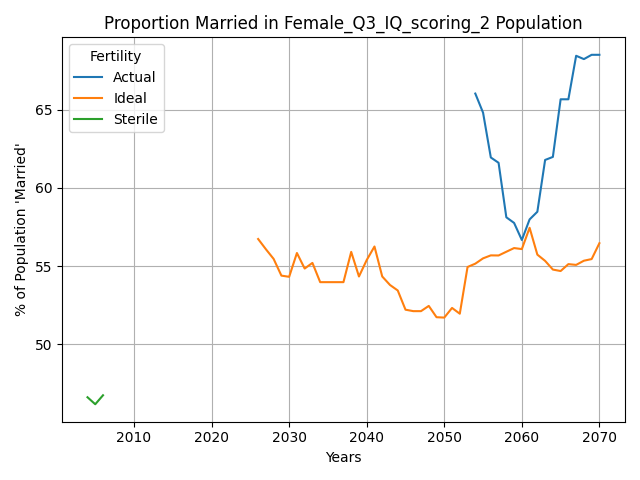 Proportion Married in Female_Q3_IQ_scoring_2 Population
Fertility
Actual
Ideal
Sterile
% of Population 'Married'
65
60
55
50
2010
2020
2030
2040
2050
2060
2070
Years